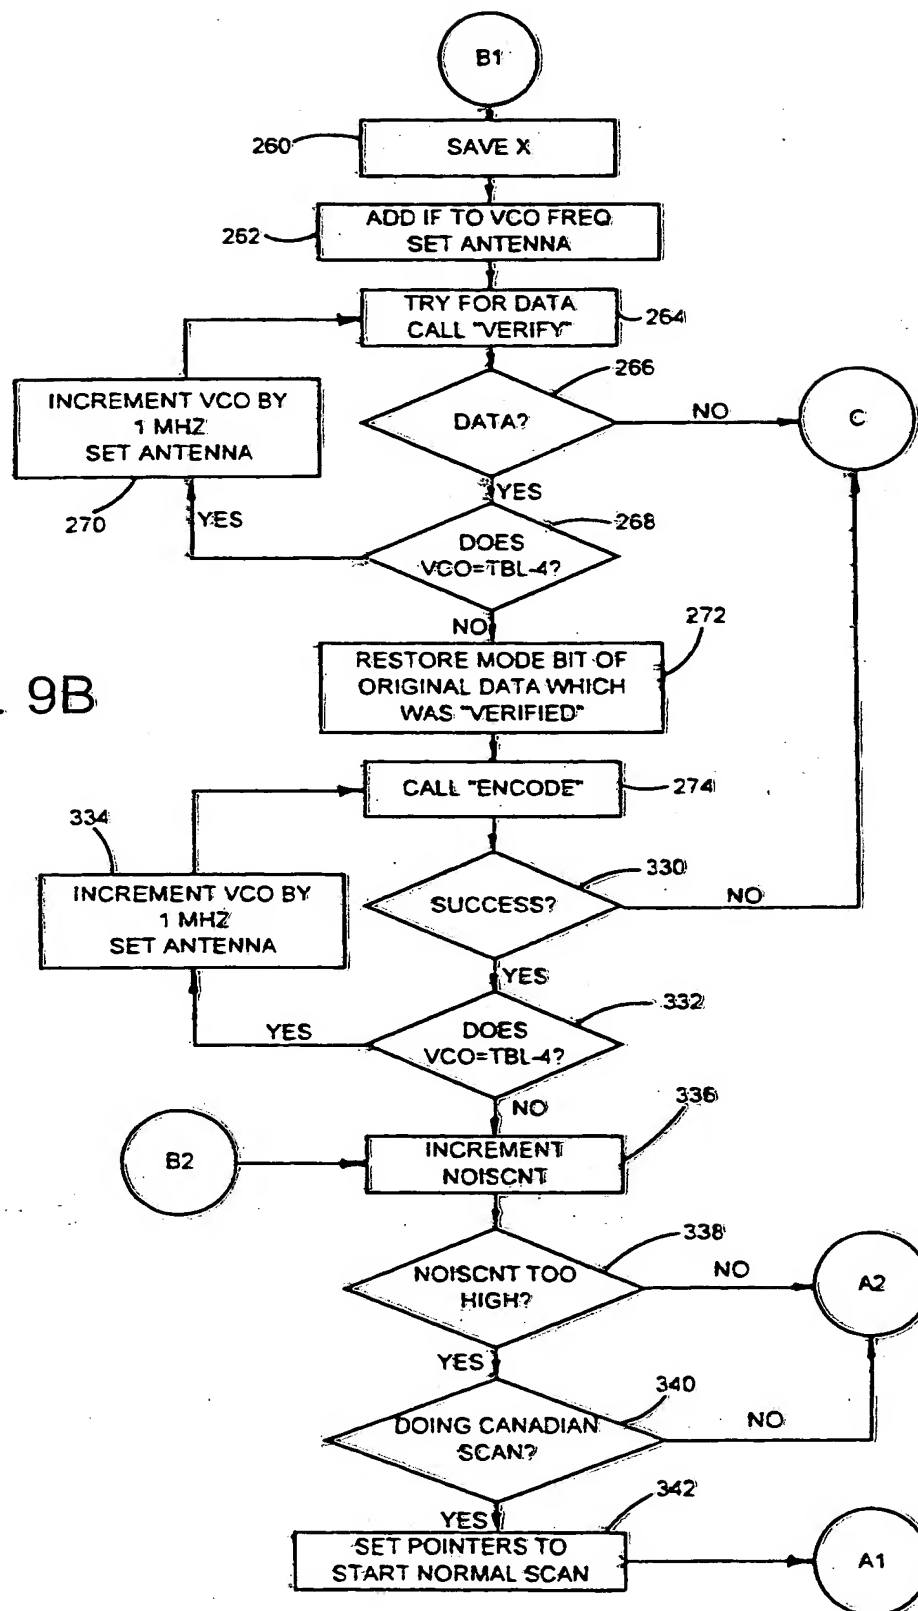 B1
260
SAVE X
262
ADD IF TO VCO FREQ
SET ANTENNA
TRY FOR DATA
CALL "VERIFY"
264
INCREMENT VCO BY
1 MHZ
SET ANTENNA
270
YES
266
DATA?
NO
C
YES
268
DOES
VCO=TBL-4?
NO
272
RESTORE MODE BIT OF
ORIGINAL DATA WHICH
WAS "VERIFIED"
. 9B
CALL "ENCODE"
274
334
INCREMENT VCO BY
1 MHZ
SET ANTENNA
330
SUCCESS?
NO
YES
332
DOES
VCO=TBL-4?
YES
NO
336
B2
INCREMENT
NOISCNT
338
NOISCNT TOO
HIGH?
NO
A2
YES
340
DOING CANADIAN
SCAN?
NO
YES
342
SET POINTERS TO
START NORMAL SCAN
A1